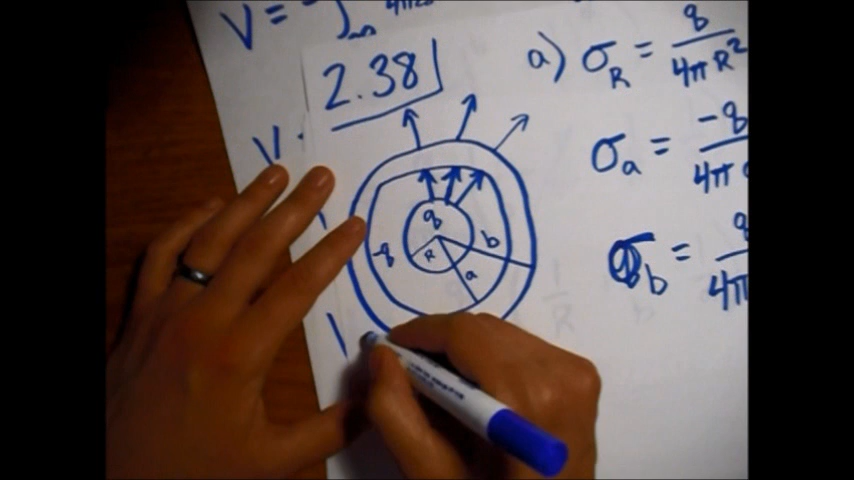 V = -∫∞
2.38
a) σR = q / 4πR²
V
σa = -q / 4π
q
-q
R
b
a
σb = q / 4π